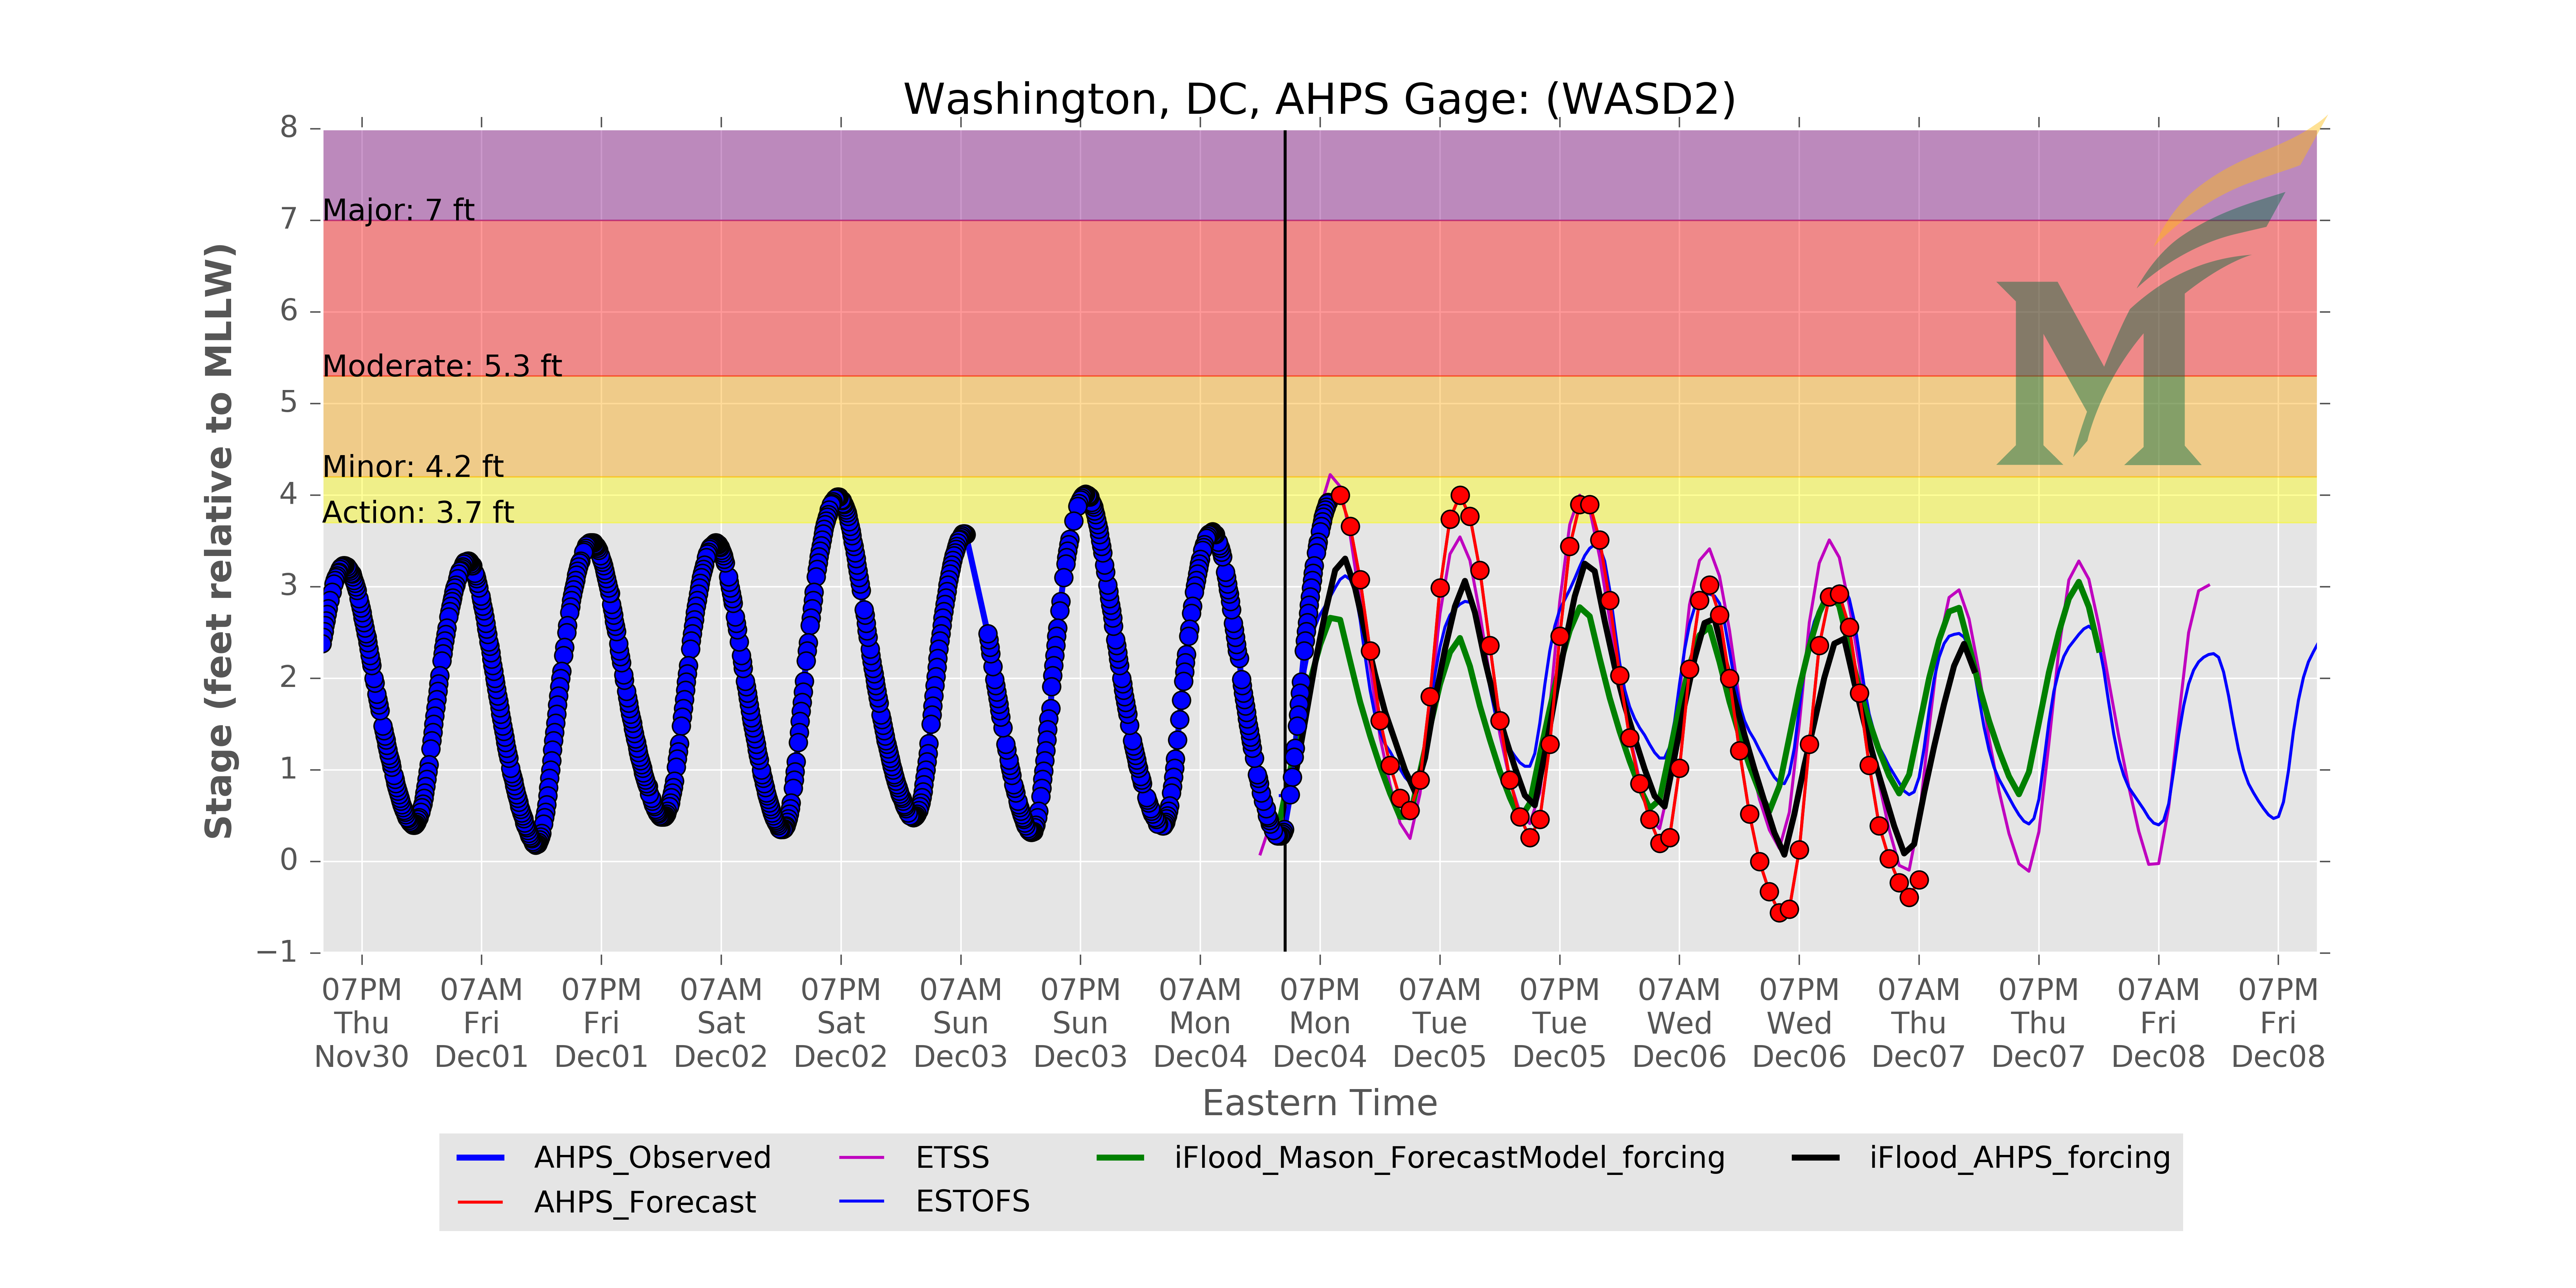 Washington, DC, AHPS Gage: (WASD2)
Stage (feet relative to MLLW)
8
7
6
5
4
3
2
1
0
−1
Major: 7 ft
Moderate: 5.3 ft
Minor: 4.2 ft
Action: 3.7 ft
07PM 07AM 07PM 07AM 07PM 07AM 07PM 07AM 07PM 07AM 07PM 07AM 07PM 07AM 07PM 07AM 07PM
Thu Fri Fri Sat Sat Sun Sun Mon Mon Tue Tue Wed Wed Thu Thu Fri Fri
Nov30 Dec01 Dec01 Dec02 Dec02 Dec03 Dec03 Dec04 Dec04 Dec05 Dec05 Dec06 Dec06 Dec07 Dec07 Dec08 Dec08
Eastern Time
AHPS_Observed ETSS iFlood_Mason_ForecastModel_forcing iFlood_AHPS_forcing
AHPS_Forecast ESTOFS